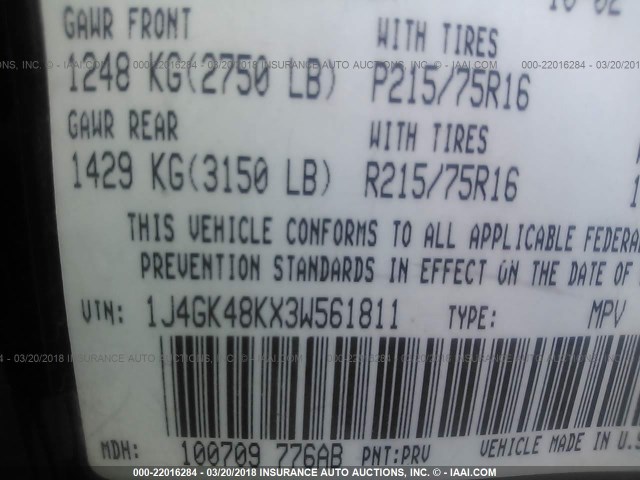 GAWR FRONT WITH TIRES
1248 KG(2750 LB) P215/75R16
GAWR REAR WITH TIRES
1429 KG(3150 LB) R215/75R16
THIS VEHICLE CONFORMS TO ALL APPLICABLE FEDERA
PREVENTION STANDARDS IN EFFECT ON THE DATE OF
VIN: 1J4GK48KX3W561811 TYPE: MPV
MDH: 100709 776AB PNT:PRV VEHICLE MADE IN U.S
000-22016284 - 03/20/2018 INSURANCE AUTO AUCTIONS, INC. - IAAI.COM